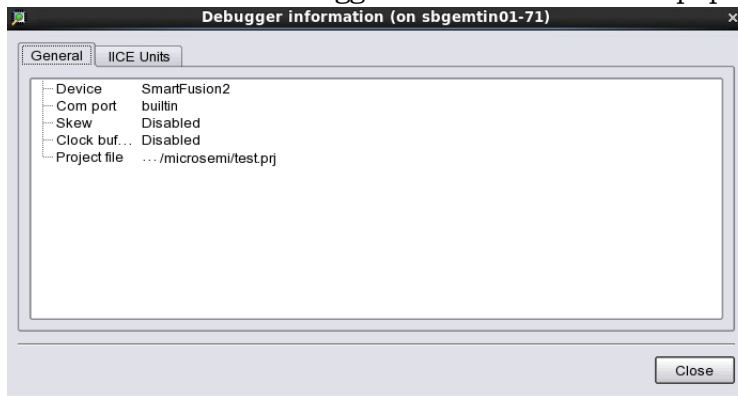 Debugger information (on sbgemtin01-71)
General IICE Units
Device SmartFusion2
Com port builtin
Skew Disabled
Clock buf... Disabled
Project file .../microsemi/test.prj
Close